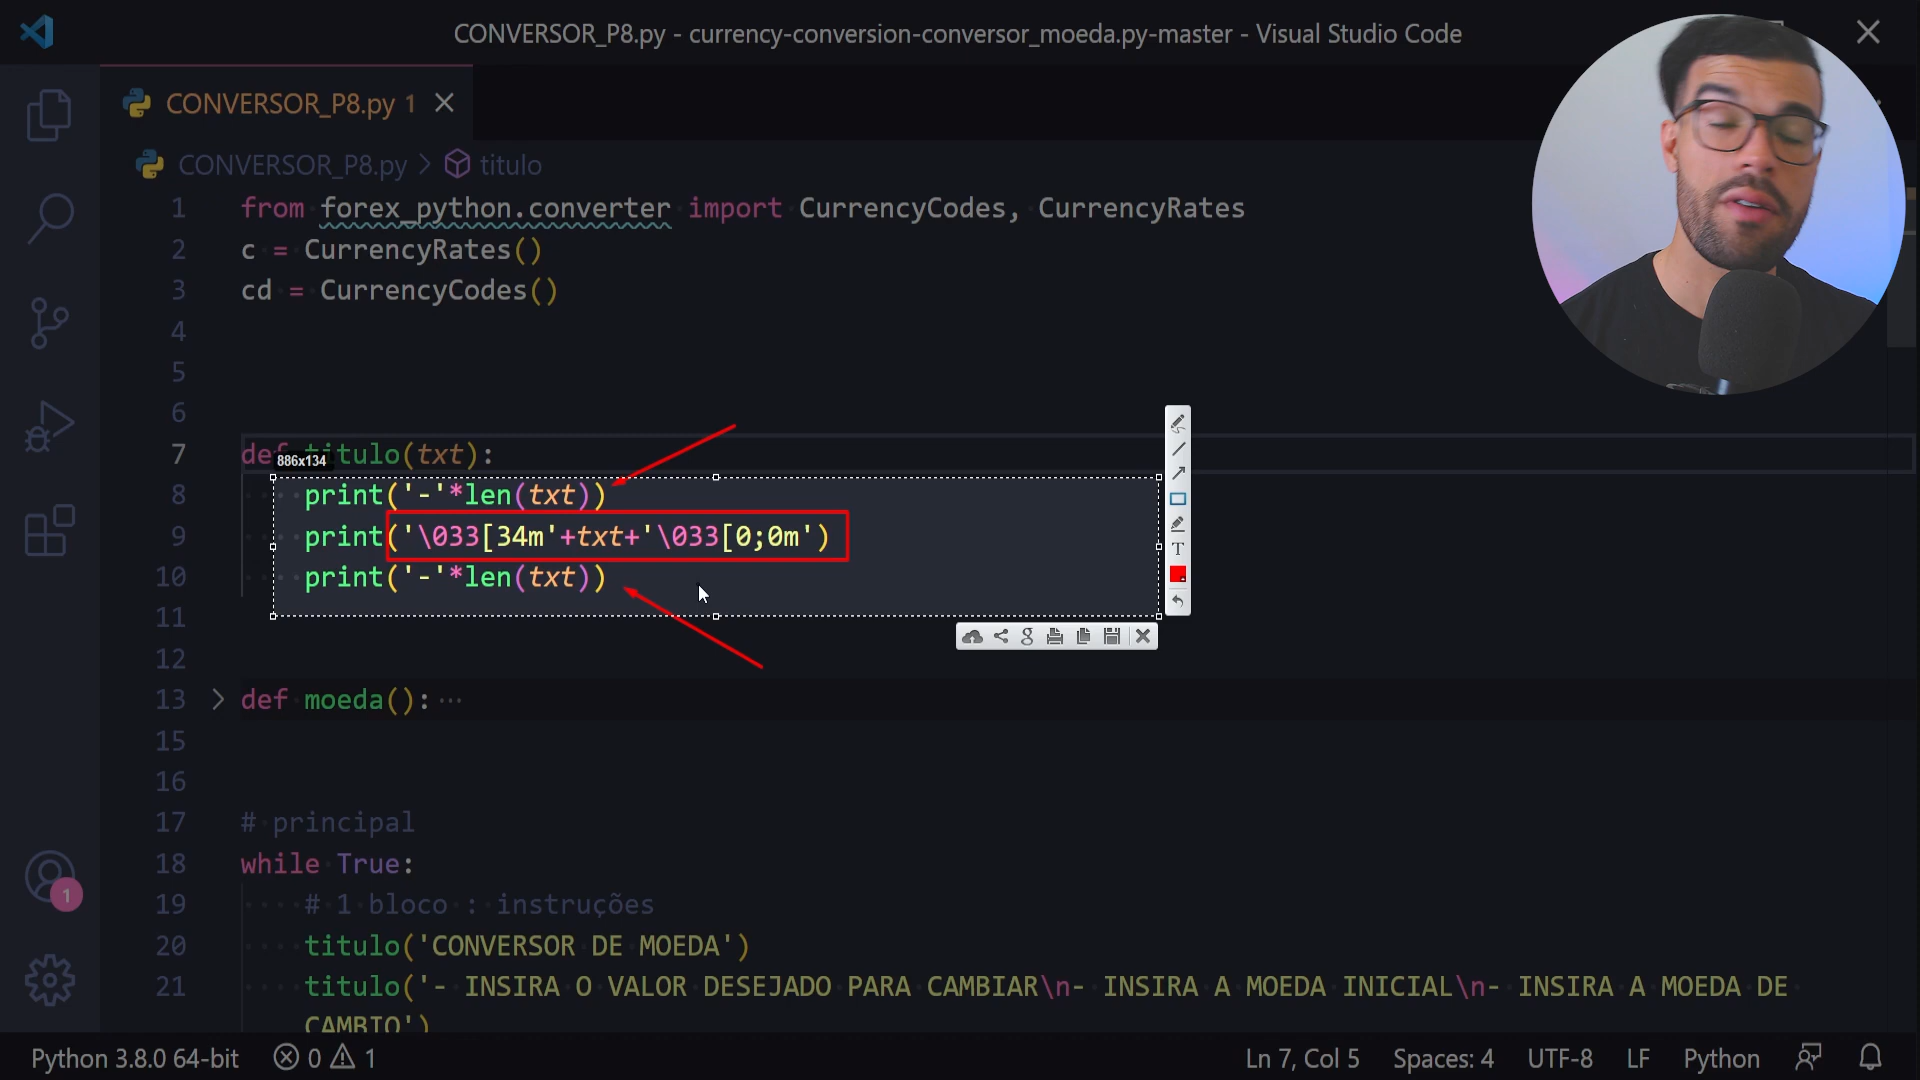 CONVERSOR_P8.py - currency-conversion-conversor_moeda.py-master - Visual Studio Code
CONVERSOR_P8.py 1
CONVERSOR_P8.py > titulo
1 from forex_python.converter import CurrencyCodes, CurrencyRates
2 c = CurrencyRates()
3 cd = CurrencyCodes()
4
5
6
7 def titulo(txt):
886x134
8 print('-'*len(txt))
9 print('\033[34m'+txt+'\033[0;0m')
10 print('-'*len(txt))
11
12
13 def moeda():···
15
16
17 # principal
18 while True:
19 # 1 bloco : instruções
20 titulo('CONVERSOR DE MOEDA')
21 titulo('- INSIRA O VALOR DESEJADO PARA CAMBIAR\n- INSIRA A MOEDA INICIAL\n- INSIRA A MOEDA DE
CAMBIO')
1
Python 3.8.0 64-bit 0 1 Ln 7, Col 5 Spaces: 4 UTF-8 LF Python